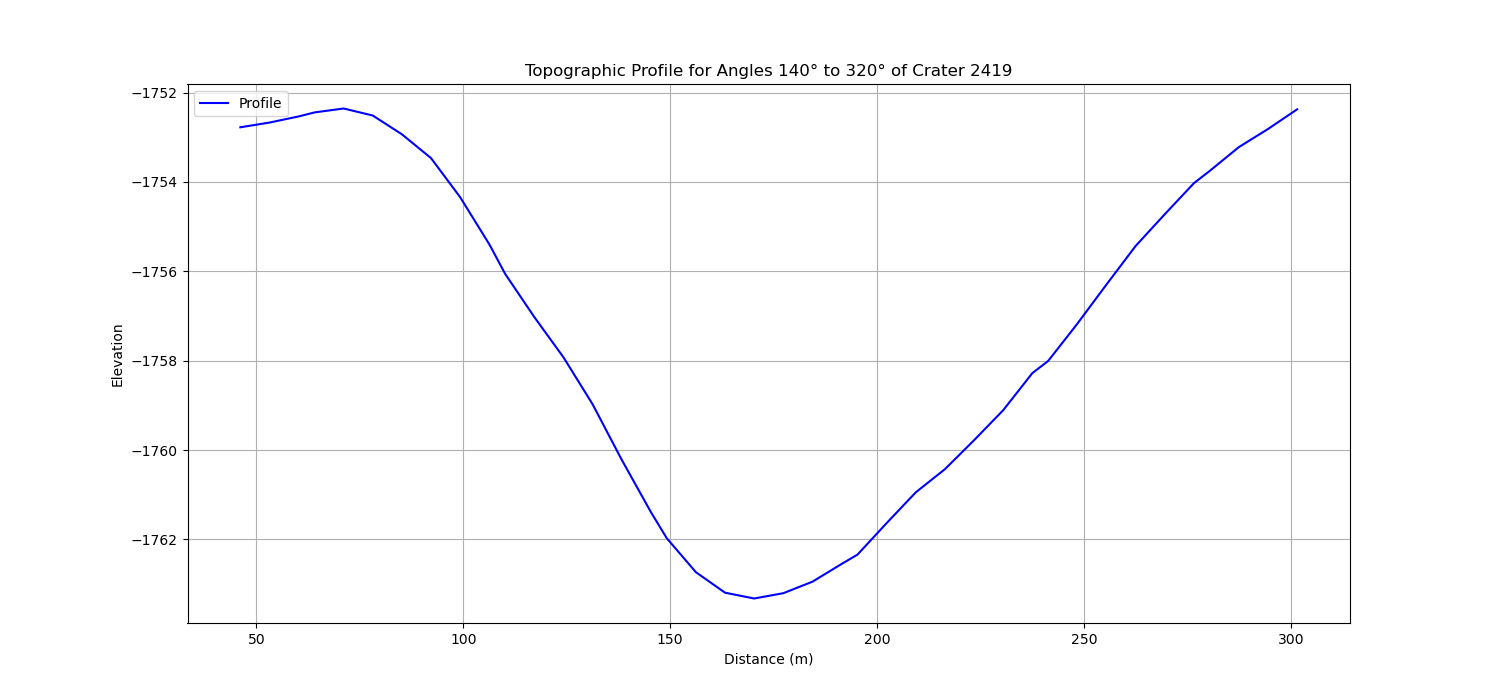 Topographic Profile for Angles 140° to 320° of Crater 2419
Profile
−1752
−1754
−1756
−1758
−1760
−1762
Elevation
50 100 150 200 250 300
Distance (m)